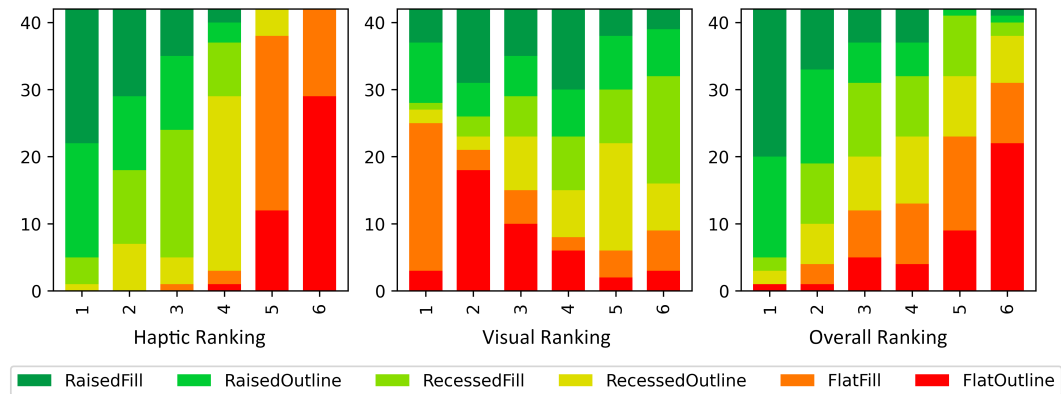 40
30
20
10
0
1 2 3 4 5 6
Haptic Ranking
40
30
20
10
0
1 2 3 4 5 6
Visual Ranking
40
30
20
10
0
1 2 3 4 5 6
Overall Ranking
RaisedFill RaisedOutline RecessedFill RecessedOutline FlatFill FlatOutline